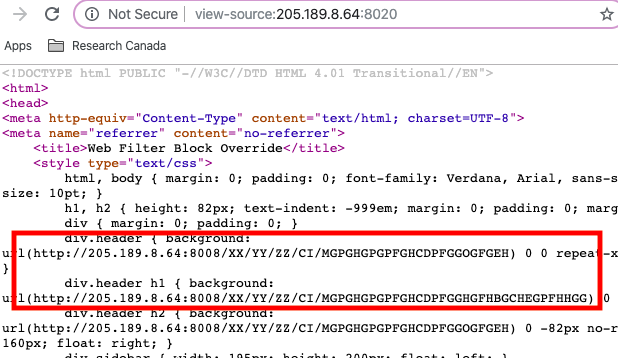 Not Secure | view-source:205.189.8.64:8020
Apps Research Canada
<!DOCTYPE html PUBLIC "-//W3C//DTD HTML 4.01 Transitional//EN">
<html>
<head>
<meta http-equiv="Content-Type" content="text/html; charset=UTF-8">
<meta name="referrer" content="no-referrer">
<title>Web Filter Block Override</title>
<style type="text/css">
html, body { margin: 0; padding: 0; font-family: Verdana, Arial, sans-s
size: 10pt; }
h1, h2 { height: 82px; text-indent: -999em; margin: 0; padding: 0; marg
div { margin: 0; padding: 0; }
div.header { background:
url(http://205.189.8.64:8008/XX/YY/ZZ/CI/MGPGHGPGPFGHCDPFGGOGFGEH) 0 0 repeat-x
}
div.header h1 { background:
url(http://205.189.8.64:8008/XX/YY/ZZ/CI/MGPGHGPGPFGHCDPFGGHGFHBGCHEGPFHHGG) 0
div.header h2 { background:
url(http://205.189.8.64:8008/XX/YY/ZZ/CI/MGPGHGPGPFGHCDPFGGOGFGEH) 0 -82px no-r
160px; float: right; }
div.sidebar { width: 195px; height: 200px; float: left; }